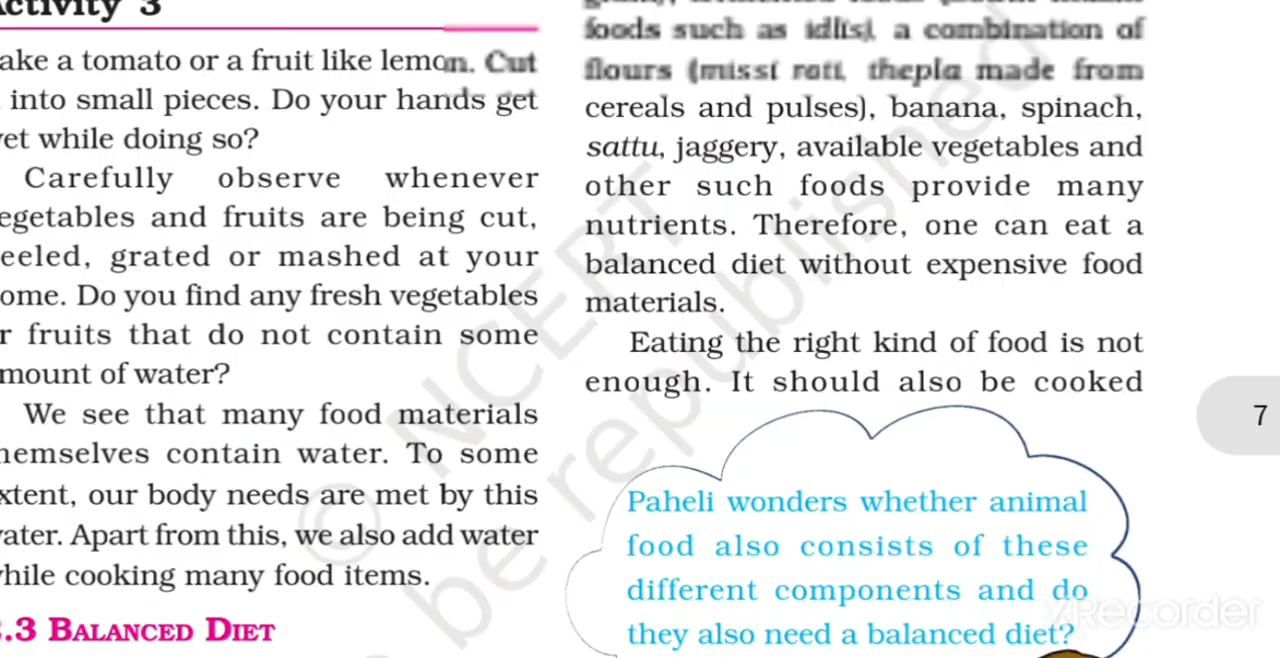 Activity 3
ake a tomato or a fruit like lemon. Cut
into small pieces. Do your hands get
et while doing so?
Carefully observe whenever
egetables and fruits are being cut,
eeled, grated or mashed at your
ome. Do you find any fresh vegetables
r fruits that do not contain some
mount of water?
We see that many food materials
hemselves contain water. To some
xtent, our body needs are met by this
ater. Apart from this, we also add water
hile cooking many food items.
.3 BALANCED DIET
foods such as idlis), a combination of
flours (missi roti, thepla made from
cereals and pulses), banana, spinach,
sattu, jaggery, available vegetables and
other such foods provide many
nutrients. Therefore, one can eat a
balanced diet without expensive food
materials.
Eating the right kind of food is not
enough. It should also be cooked
Paheli wonders whether animal
food also consists of these
different components and do
they also need a balanced diet?
7
© NCERT
be republished
XRecorder